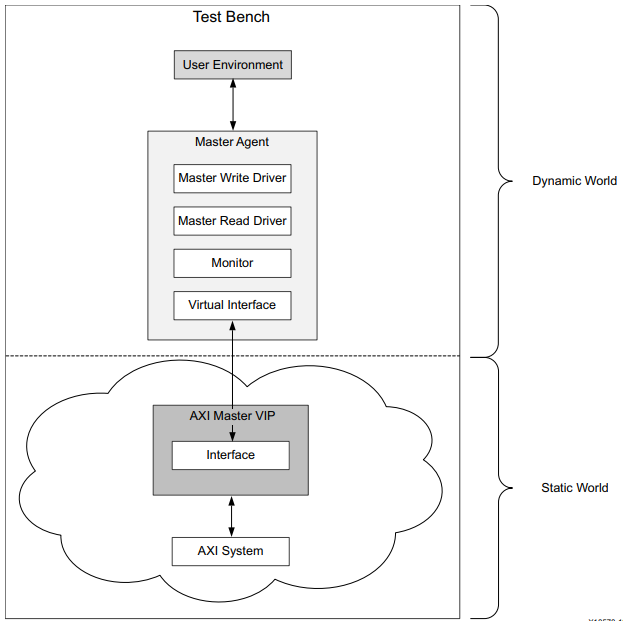 Test Bench
User Environment
Master Agent
Master Write Driver
Master Read Driver
Monitor
Virtual Interface
Dynamic World
AXI Master VIP
Interface
AXI System
Static World